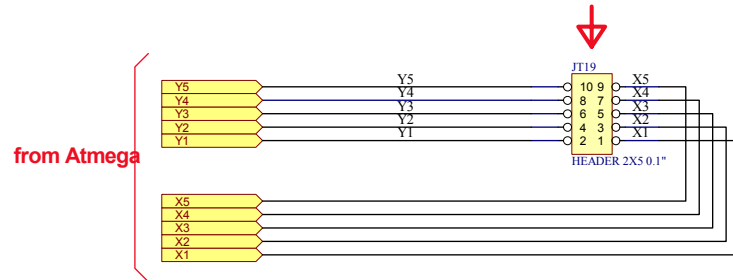 JT19
Y5 Y5 10 9 X5
Y4 Y4 8 7 X4
Y3 Y3 6 5 X3
Y2 Y2 4 3 X2
Y1 Y1 2 1 X1
from Atmega
HEADER 2X5 0.1"
X5
X4
X3
X2
X1